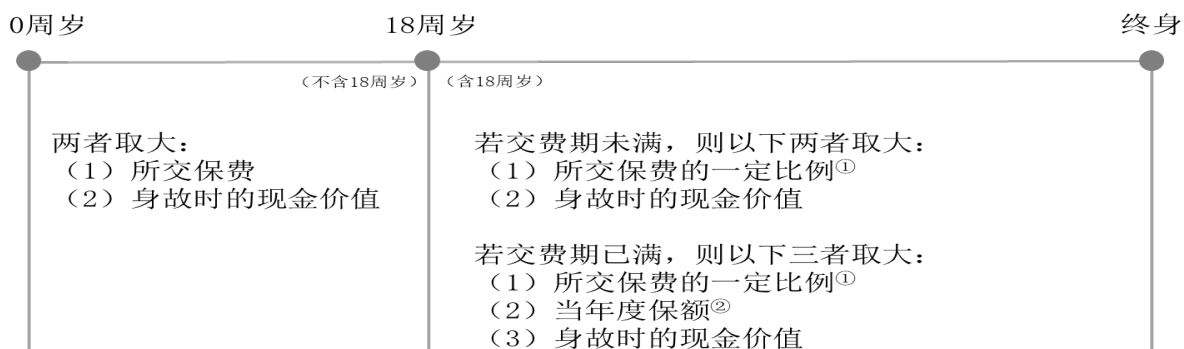 0周岁
18周岁
终身
（不含18周岁）
（含18周岁）
两者取大：
（1）所交保费
（2）身故时的现金价值
若交费期未满，则以下两者取大：
（1）所交保费的一定比例①
（2）身故时的现金价值
若交费期已满，则以下三者取大：
（1）所交保费的一定比例①
（2）当年度保额②
（3）身故时的现金价值